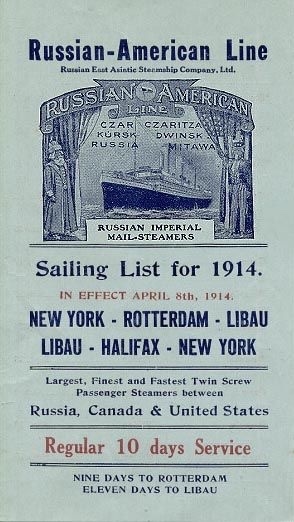 Russian-American Line
Russian East Asiatic Steamship Company, Ltd.
RUSSIAN AMERICAN
LINE
CZAR CZARITZA
KURSK DWINSK
RUSSIA MITAWA
RUSSIAN IMPERIAL
MAIL-STEAMERS
Sailing List for 1914.
IN EFFECT APRIL 8th, 1914.
NEW YORK - ROTTERDAM - LIBAU
LIBAU - HALIFAX - NEW YORK
Largest, Finest and Fastest Twin Screw
Passenger Steamers between
Russia, Canada & United States
Regular 10 days Service
NINE DAYS TO ROTTERDAM
ELEVEN DAYS TO LIBAU